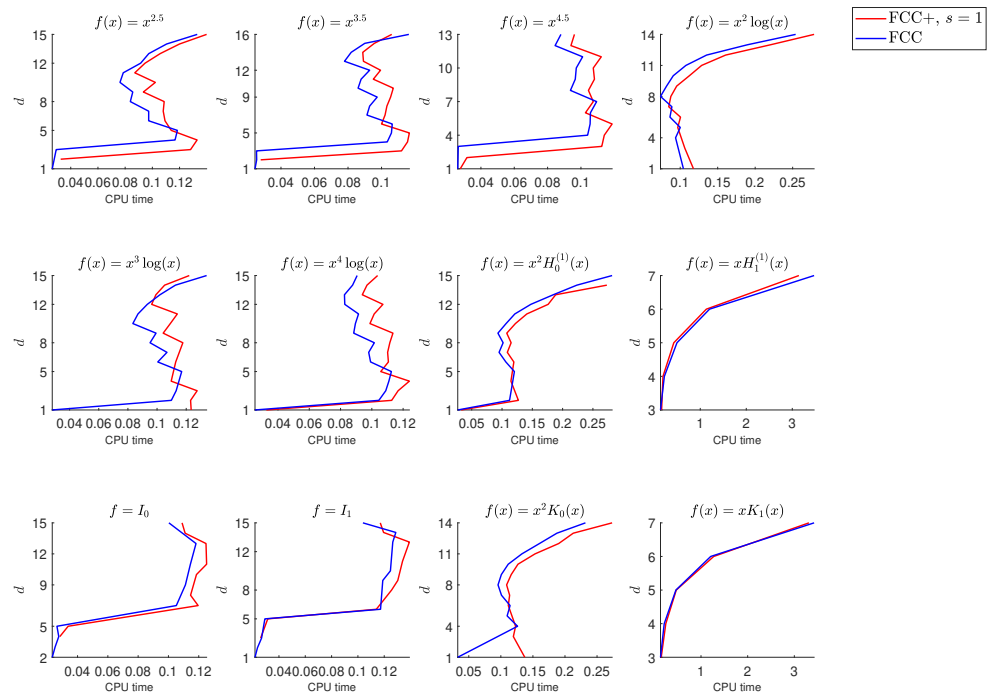 f(x) = x^{2.5}
f(x) = x^{3.5}
f(x) = x^{4.5}
f(x) = x^2 log(x)
FCC+, s = 1
FCC
15
12
8
5
1
d
0.04 0.06 0.08 0.1 0.12
CPU time
16
12
9
5
1
d
0.04 0.06 0.08 0.1
CPU time
13
10
7
4
1
d
0.04 0.06 0.08 0.1
CPU time
14
11
8
4
1
d
0.1 0.15 0.2 0.25
CPU time
f(x) = x^3 log(x)
f(x) = x^4 log(x)
f(x) = x^2 H_0^{(1)}(x)
f(x) = xH_1^{(1)}(x)
15
12
8
5
1
d
0.04 0.06 0.08 0.1 0.12
CPU time
15
12
8
5
1
d
0.04 0.06 0.08 0.1 0.12
CPU time
15
12
8
5
1
d
0.05 0.1 0.15 0.2 0.25
CPU time
7
6
5
4
3
d
1 2 3
CPU time
f = I_0
f = I_1
f(x) = x^2 K_0(x)
f(x) = xK_1(x)
15
12
9
5
2
d
0.04 0.06 0.08 0.1 0.12
CPU time
15
12
9
5
2
d
0.04 0.06 0.08 0.1 0.12
CPU time
14
11
8
4
1
d
0.05 0.1 0.15 0.2 0.25
CPU time
7
6
5
4
3
d
1 2 3
CPU time